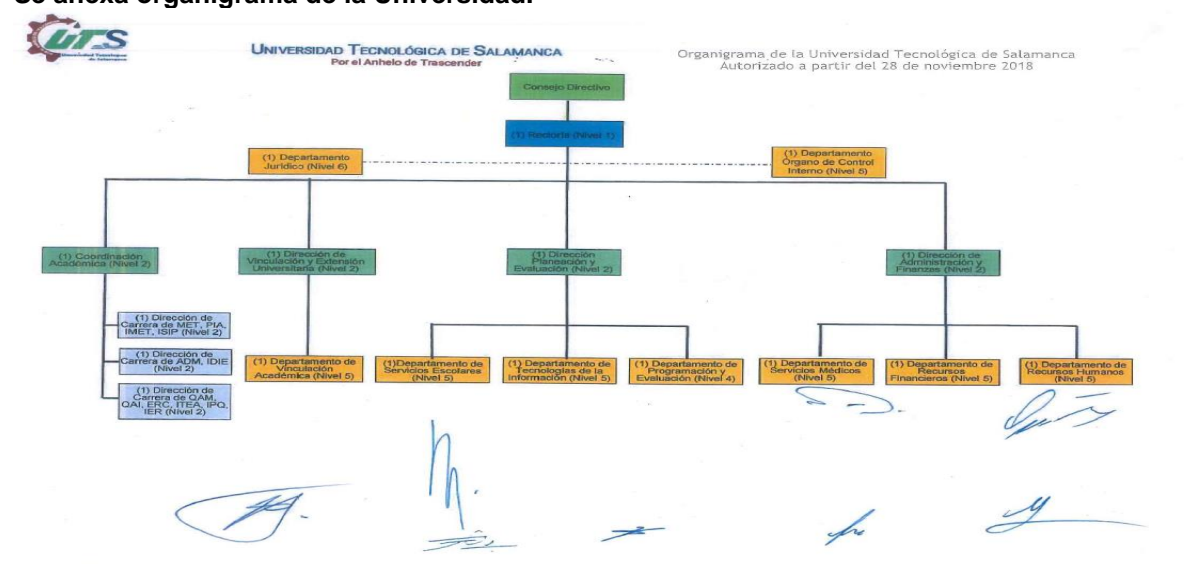 Se anexa organigrama de la Universidad.
UTS
UNIVERSIDAD TECNOLÓGICA DE SALAMANCA
Por el Anhelo de Trascender
Organigrama de la Universidad Tecnológica de Salamanca
Autorizado a partir del 28 de noviembre 2018
Consejo Directivo
(1) Rectoría (Nivel 1)
(1) Departamento
Jurídico (Nivel 6)
(1) Departamento
Órgano de Control
Interno (Nivel 5)
(1) Coordinación
Académica (Nivel 2)
(1) Dirección de
Vinculación y Extensión
Universitaria (Nivel 2)
(1) Dirección
Planeación y
Evaluación (Nivel 2)
(1) Dirección de
Administración y
Finanzas (Nivel 2)
(1) Dirección de
Carrera de MET, PIA,
IMET, ISIP (Nivel 2)
(1) Dirección de
Carrera de ADM, IDIE
(Nivel 2)
(1) Dirección de
Carrera de QAM,
QAI, ERC, ITEA, IPQ,
IER (Nivel 2)
(1) Departamento de
Vinculación
Académica (Nivel 5)
(1)Departamento de
Servicios Escolares
(Nivel 5)
(1) Departamento de
Tecnologías de la
Información (Nivel 5)
(1) Departamento de
Programación y
Evaluación (Nivel 4)
(1) Departamento de
Servicios Médicos
(Nivel 5)
(1) Departamento de
Recursos
Financieros (Nivel 5)
(1) Departamento de
Recursos Humanos
(Nivel 5)